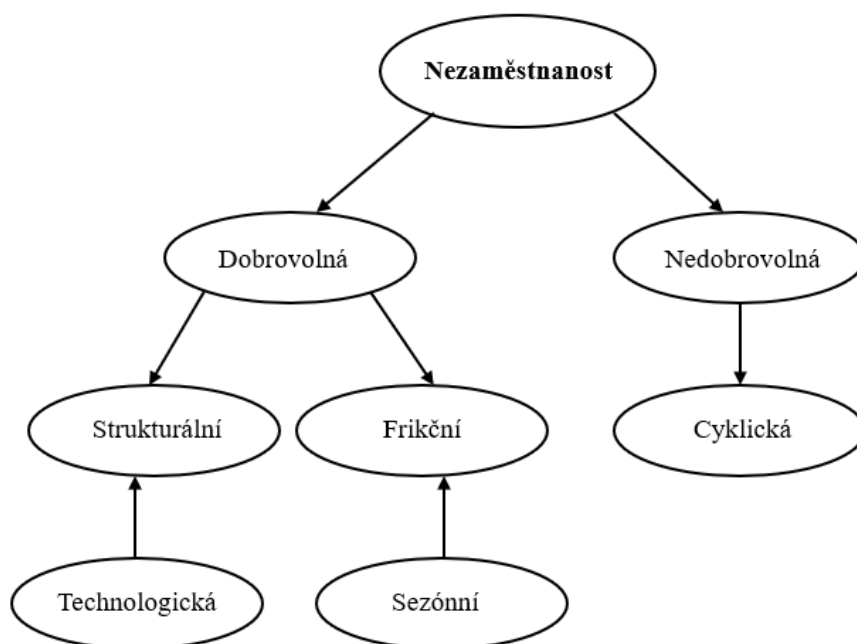 Nezaměstnanost
Dobrovolná
Nedobrovolná
Strukturální
Frikční
Cyklická
Technologická
Sezónní